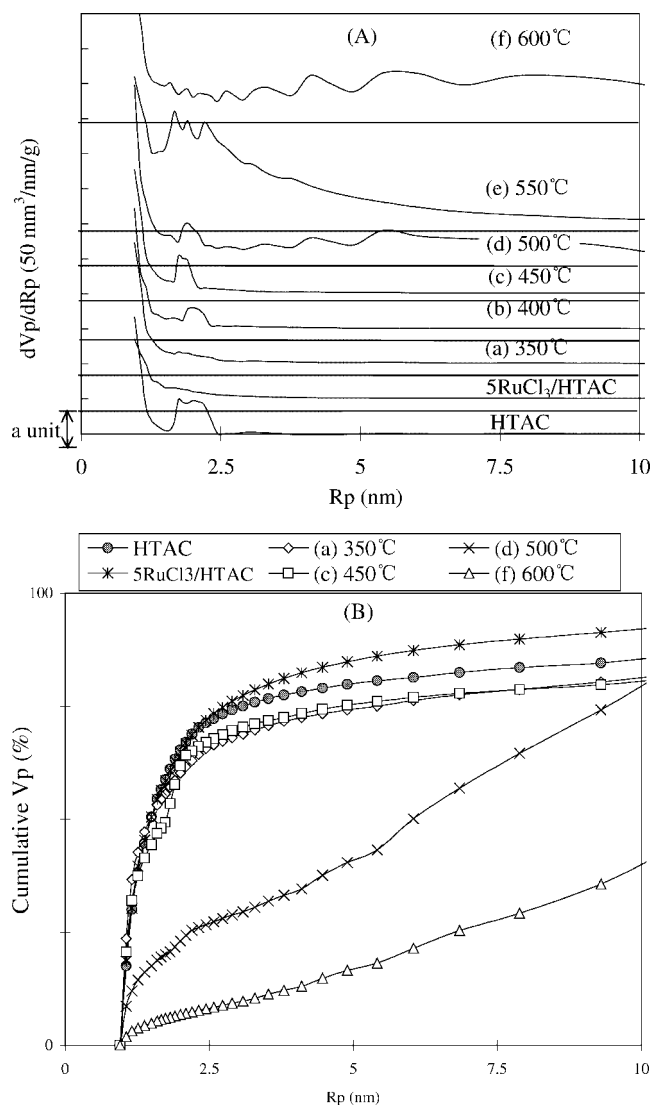 (A)
(f) 600℃
(e) 550℃
(d) 500℃
(c) 450℃
(b) 400℃
(a) 350℃
5RuCl₃/HTAC
HTAC
dVp/dRp (50 mm³/nm/g)
a unit
0 2.5 5 7.5 10
Rp (nm)
(B)
HTAC (a) 350℃ (d) 500℃
5RuCl3/HTAC (c) 450℃ (f) 600℃
100
Cumulative Vp (%)
0
0 2.5 5 7.5 10
Rp (nm)